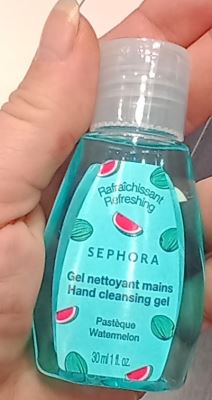 Rafraîchissant
Refreshing
SEPHORA
Gel nettoyant mains
Hand cleansing gel
Pastèque
Watermelon
30 ml 1 fl. oz.